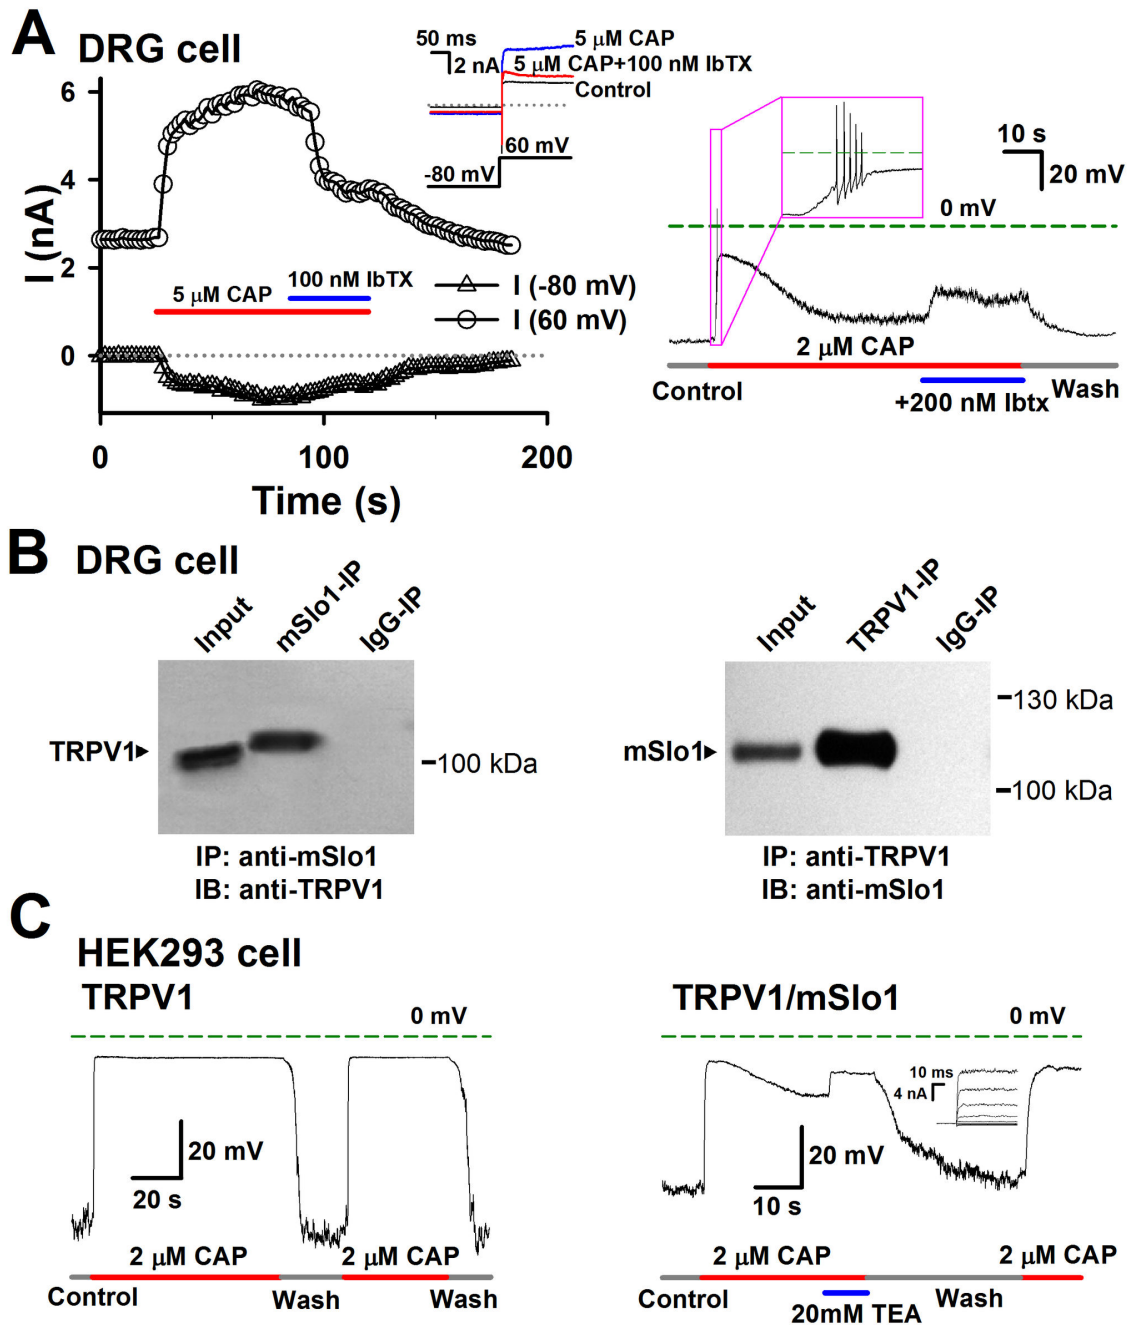 A DRG cell
50 ms
2 nA
5 μM CAP
5 μM CAP+100 nM IbTX
Control
60 mV
-80 mV
6
4
2
0
I (nA)
100 nM IbTX
5 μM CAP
I (-80 mV)
I (60 mV)
0 100 200
Time (s)
10 s
20 mV
0 mV
2 μM CAP
Control
+200 nM Ibtx
Wash
B DRG cell
Input mSlo1-IP IgG-IP
TRPV1
100 kDa
IP: anti-mSlo1
IB: anti-TRPV1
Input TRPV1-IP IgG-IP
mSlo1
130 kDa
100 kDa
IP: anti-TRPV1
IB: anti-mSlo1
C HEK293 cell
TRPV1
0 mV
20 mV
20 s
2 μM CAP 2 μM CAP
Control Wash Wash
TRPV1/mSlo1
0 mV
10 ms
4 nA
20 mV
10 s
2 μM CAP 2 μM CAP
Control Wash
20mM TEA